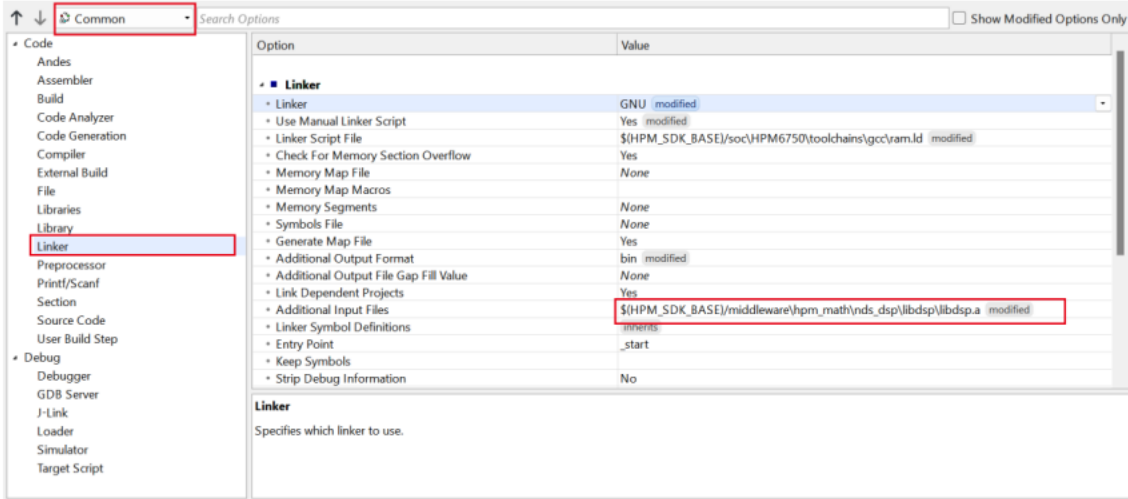 Common
Search Options
Show Modified Options Only
Code
Andes
Assembler
Build
Code Analyzer
Code Generation
Compiler
External Build
File
Libraries
Library
Linker
Preprocessor
Printf/Scanf
Section
Source Code
User Build Step
Debug
Debugger
GDB Server
J-Link
Loader
Simulator
Target Script
Option Value
Linker
Linker GNU modified
Use Manual Linker Script Yes modified
Linker Script File $(HPM_SDK_BASE)/soc\HPM6750\toolchains\gcc\ram.ld modified
Check For Memory Section Overflow Yes
Memory Map File None
Memory Map Macros
Memory Segments None
Symbols File None
Generate Map File Yes
Additional Output Format bin modified
Additional Output File Gap Fill Value None
Link Dependent Projects Yes
Additional Input Files $(HPM_SDK_BASE)/middleware\hpm_math\nds_dsp\libdsp\libdsp.a modified
Linker Symbol Definitions inherits
Entry Point _start
Keep Symbols
Strip Debug Information No
Linker
Specifies which linker to use.